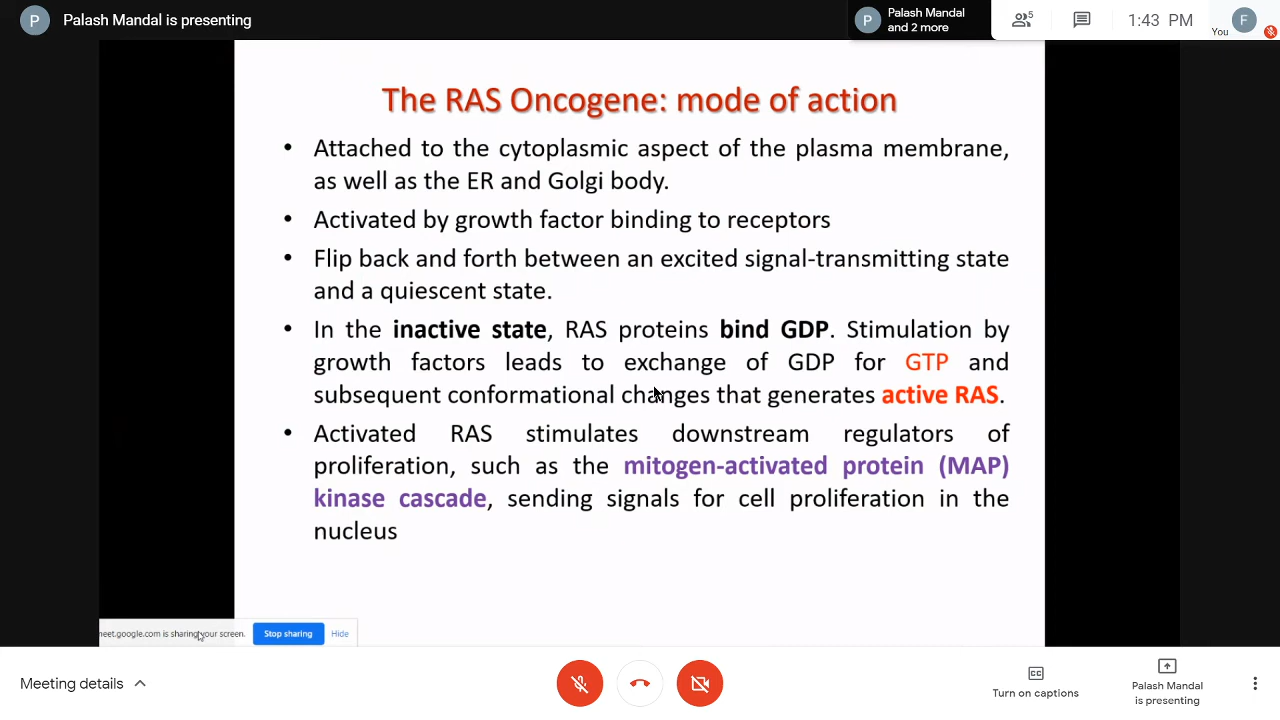 P Palash Mandal is presenting
P Palash Mandal and 2 more
5
1:43 PM
You
F
The RAS Oncogene: mode of action
• Attached to the cytoplasmic aspect of the plasma membrane,
as well as the ER and Golgi body.
• Activated by growth factor binding to receptors
• Flip back and forth between an excited signal-transmitting state
and a quiescent state.
• In the inactive state, RAS proteins bind GDP. Stimulation by
growth factors leads to exchange of GDP for GTP and
subsequent conformational changes that generates active RAS.
• Activated RAS stimulates downstream regulators of
proliferation, such as the mitogen-activated protein (MAP)
kinase cascade, sending signals for cell proliferation in the
nucleus
meet.google.com is sharing your screen. Stop sharing Hide
Meeting details
CC
Turn on captions
Palash Mandal
is presenting